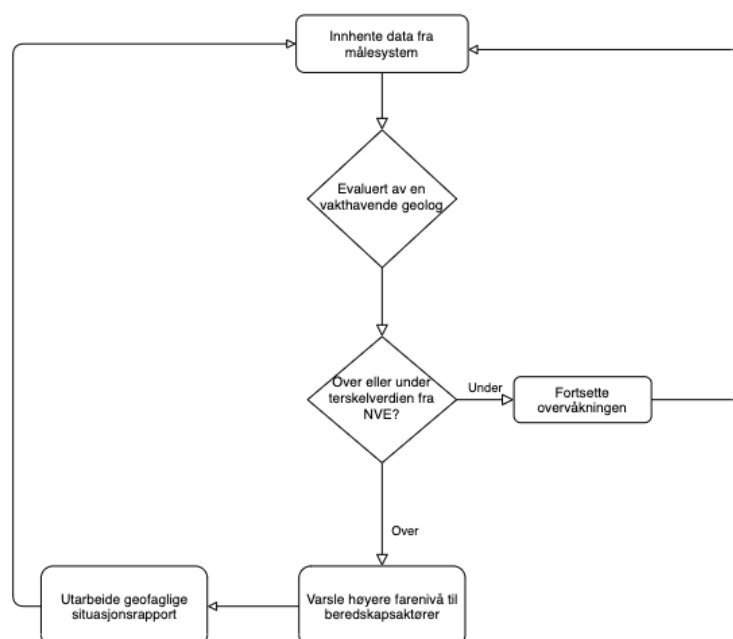 Innhente data fra
målesystem
Evaluert av en
vakthavende geolog
Over eller under
terskelverdien fra
NVE?
Under
Fortsette
overvåkningen
Over
Utarbeide geofaglige
situasjonsrapport
Varsle høyere farenivå til
beredskapsaktører